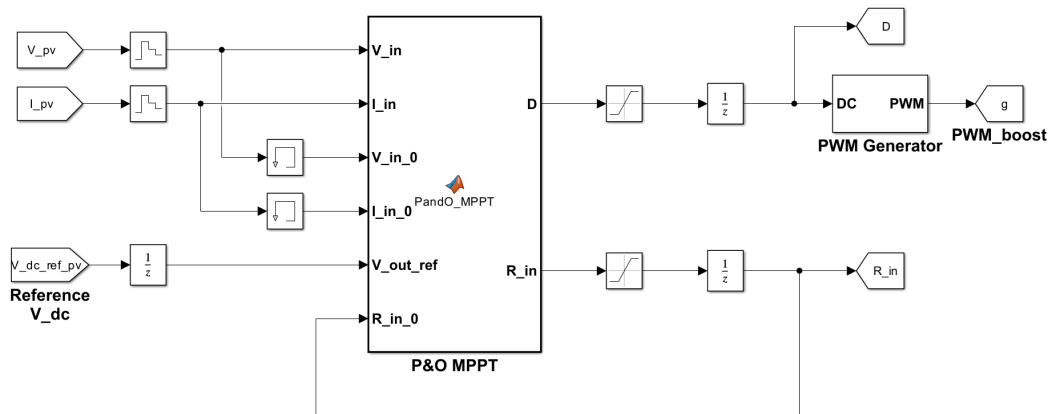 V_pv
I_pv
V_dc_ref_pv
Reference
V_dc
1
z
V_in
I_in
V_in_0
I_in_0
V_out_ref
R_in_0
PandO_MPPT
D
R_in
P&O MPPT
1
z
D
DC
PWM
PWM Generator
g
PWM_boost
1
z
R_in